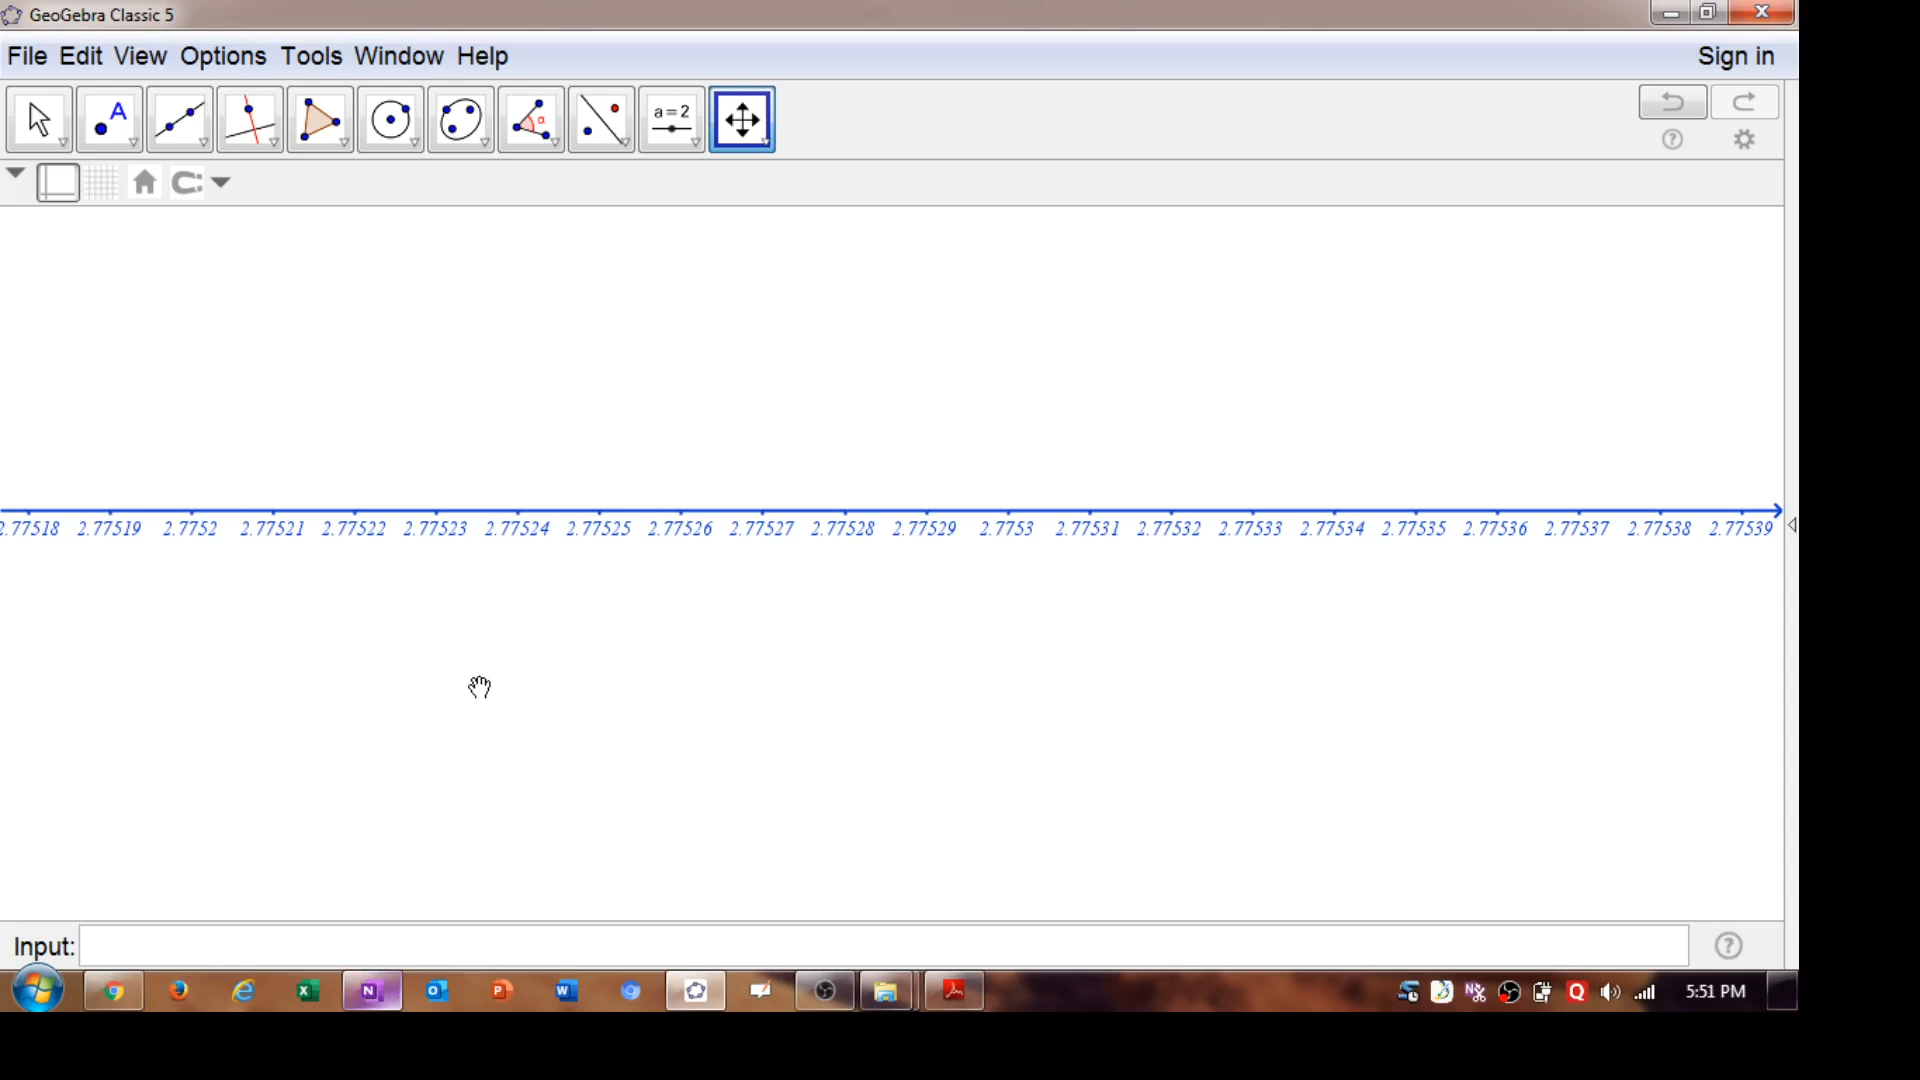 GeoGebra Classic 5
File Edit View Options Tools Window Help Sign in
A α a=2
2.77518 2.77519 2.7752 2.77521 2.77522 2.77523 2.77524 2.77525 2.77526 2.77527 2.77528 2.77529 2.7753 2.77531 2.77532 2.77533 2.77534 2.77535 2.77536 2.77537 2.77538 2.77539
Input:
5:51 PM